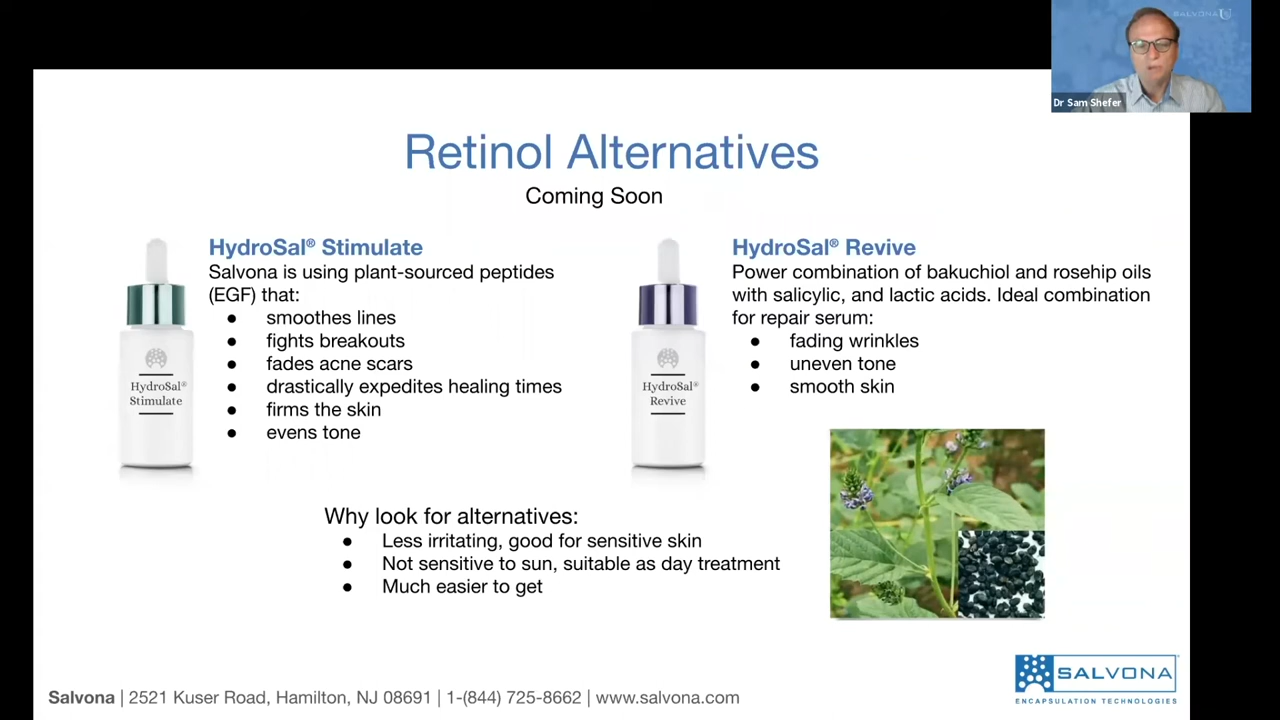 SALVONA
Dr Sam Shefer
Retinol Alternatives
Coming Soon
HydroSal® Stimulate
Salvona is using plant-sourced peptides
(EGF) that:
● smoothes lines
● fights breakouts
● fades acne scars
● drastically expedites healing times
● firms the skin
● evens tone
HydroSal®
Stimulate
HydroSal® Revive
Power combination of bakuchiol and rosehip oils
with salicylic, and lactic acids. Ideal combination
for repair serum:
● fading wrinkles
● uneven tone
● smooth skin
HydroSal®
Revive
Why look for alternatives:
● Less irritating, good for sensitive skin
● Not sensitive to sun, suitable as day treatment
● Much easier to get
Salvona | 2521 Kuser Road, Hamilton, NJ 08691 | 1-(844) 725-8662 | www.salvona.com
SALVONA
ENCAPSULATION TECHNOLOGIES